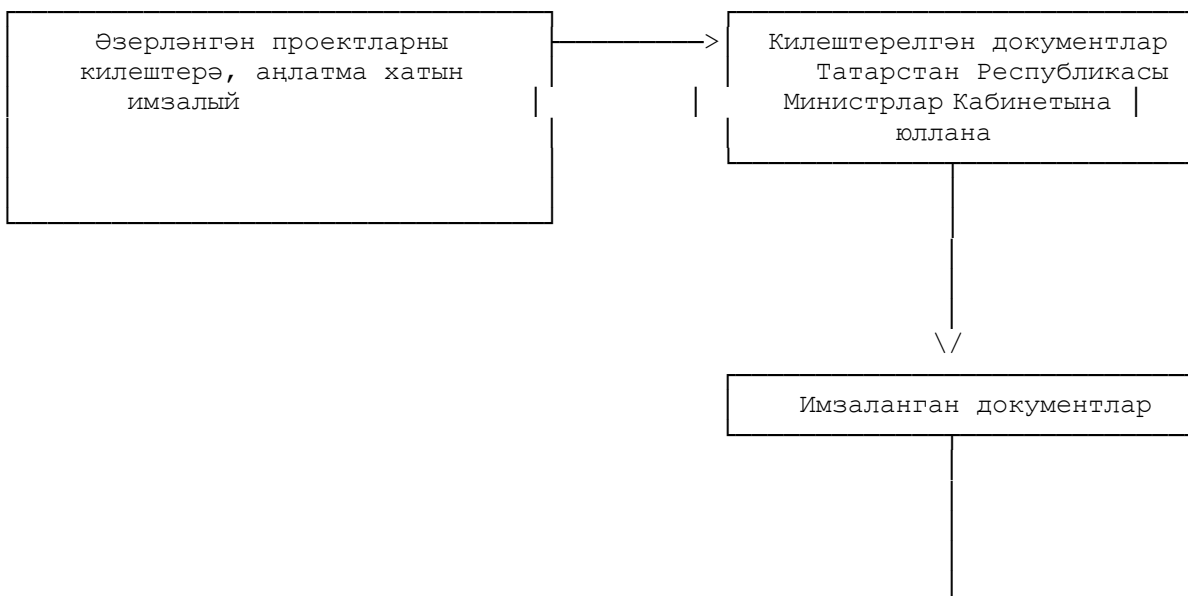 Әзерләнгән проектларны
килештерә, аңлатма хатын
имзалый
Килештерелгән документлар
Татарстан Республикасы
Министрлар Кабинетына
юллана
Имзаланган документлар